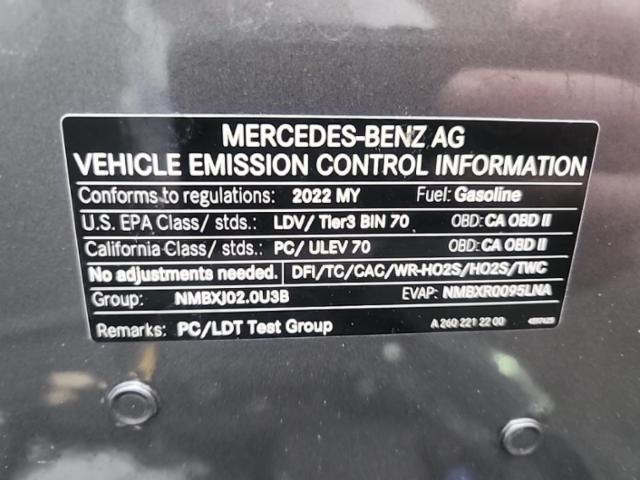 MERCEDES-BENZ AG
VEHICLE EMISSION CONTROL INFORMATION
Conforms to regulations: 2022 MY Fuel: Gasoline
U.S. EPA Class/ stds.: LDV/ Tier3 BIN 70 OBD: CA OBD II
California Class/ stds.: PC/ ULEV 70 OBD: CA OBD II
No adjustments needed. DFI/TC/CAC/WR-HO2S/HO2S/TWC
Group: NMBXJ02.0U3B EVAP: NMBXR0095LNA
Remarks: PC/LDT Test Group A 260 221 22 00